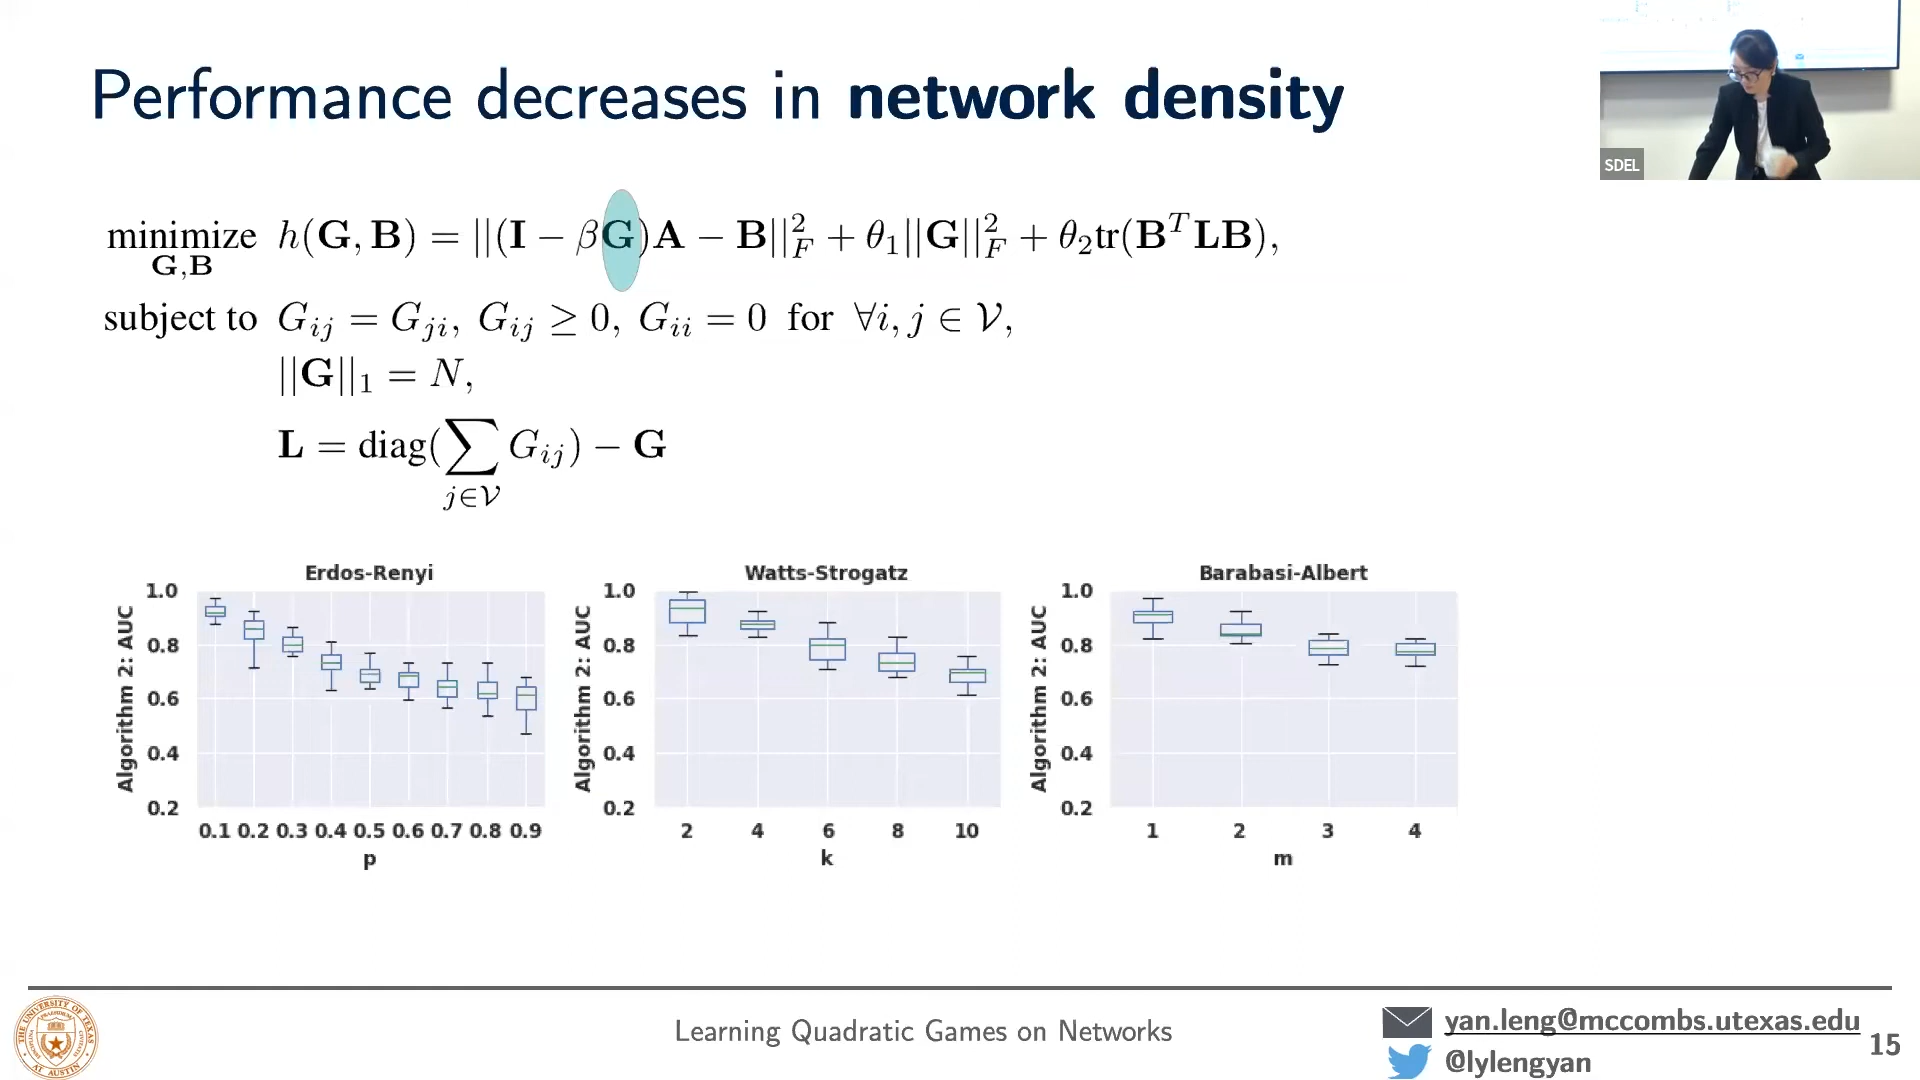 Performance decreases in network density
SDEL
minimize h(G, B) = ||(I − βG)A − B||²_F + θ₁||G||²_F + θ₂tr(BᵀLB),
G,B
subject to G_ij = G_ji, G_ij ≥ 0, G_ii = 0 for ∀i, j ∈ 𝒱,
||G||₁ = N,
L = diag(∑ G_ij) − G
j∈𝒱
Erdos-Renyi
Algorithm 2: AUC
1.0
0.8
0.6
0.4
0.2
0.1 0.2 0.3 0.4 0.5 0.6 0.7 0.8 0.9
p
Watts-Strogatz
Algorithm 2: AUC
1.0
0.8
0.6
0.4
0.2
2 4 6 8 10
k
Barabasi-Albert
Algorithm 2: AUC
1.0
0.8
0.6
0.4
0.2
1 2 3 4
m
THE UNIVERSITY OF TEXAS
AT AUSTIN
Learning Quadratic Games on Networks
yan.leng@mccombs.utexas.edu
@lylengyan
15